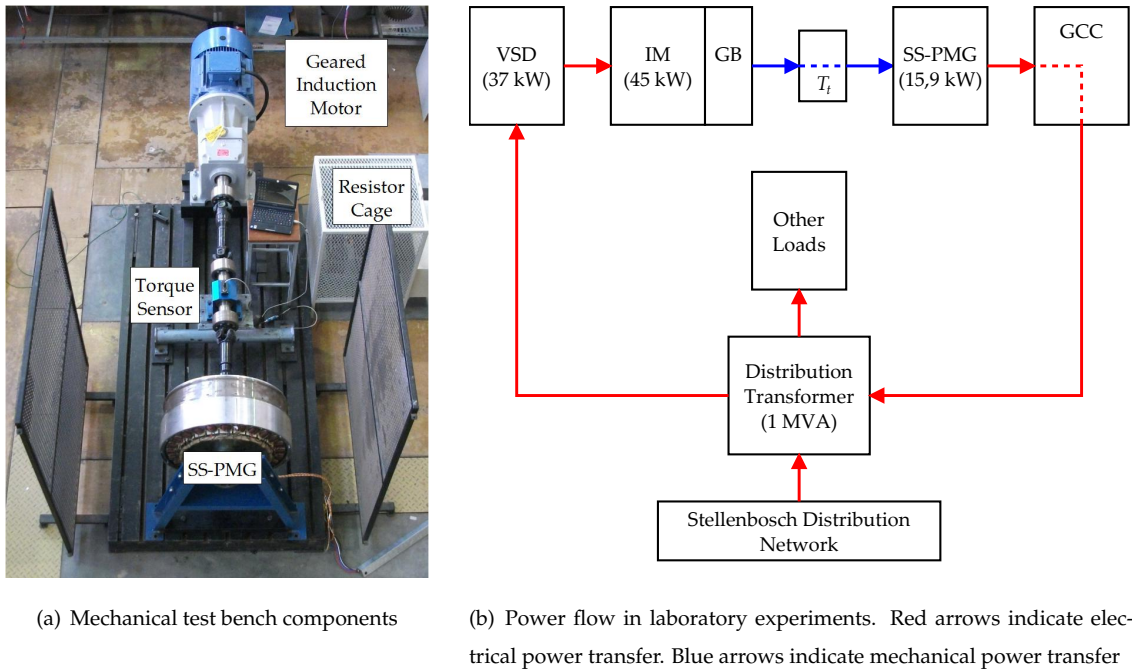 Geared
Induction
Motor
Resistor
Cage
Torque
Sensor
SS-PMG
(a) Mechanical test bench components
VSD
(37 kW)
IM
(45 kW)
GB
T_t
SS-PMG
(15,9 kW)
GCC
Other
Loads
Distribution
Transformer
(1 MVA)
Stellenbosch Distribution
Network
(b) Power flow in laboratory experiments. Red arrows indicate elec-
trical power transfer. Blue arrows indicate mechanical power transfer